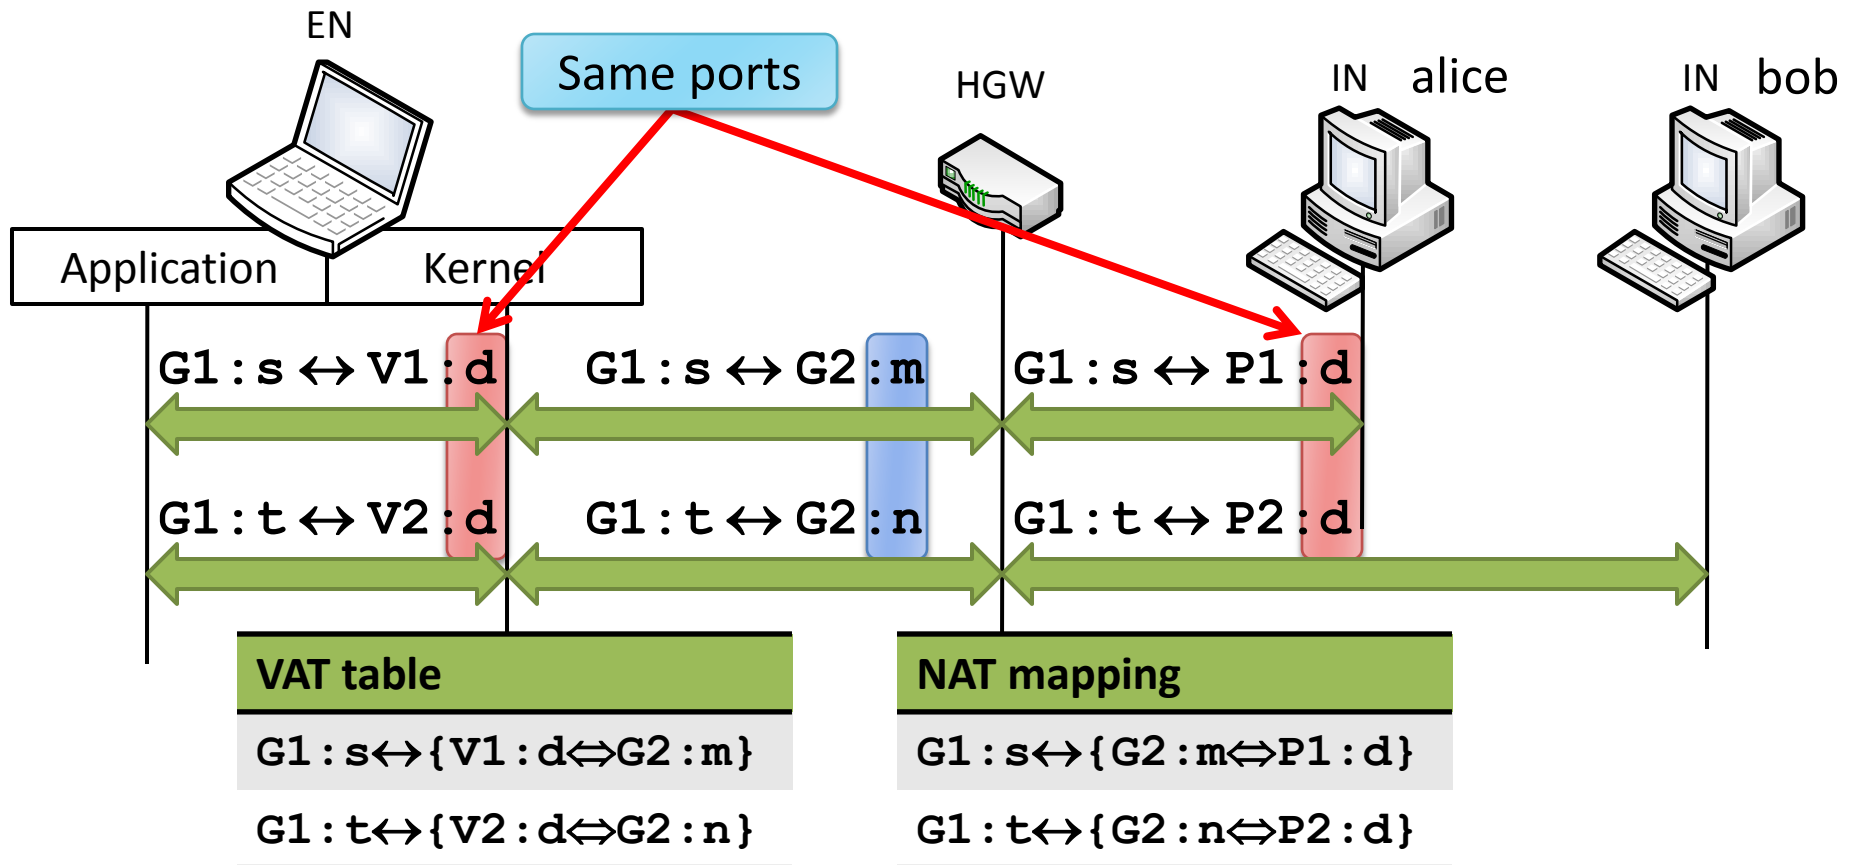 EN
Same ports
HGW
IN alice
IN bob
Application
Kernel
G1:s ↔ V1:d
G1:s ↔ G2:m
G1:s ↔ P1:d
G1:t ↔ V2:d
G1:t ↔ G2:n
G1:t ↔ P2:d
VAT table
G1:s↔{V1:d⇔G2:m}
G1:t↔{V2:d⇔G2:n}
NAT mapping
G1:s↔{G2:m⇔P1:d}
G1:t↔{G2:n⇔P2:d}